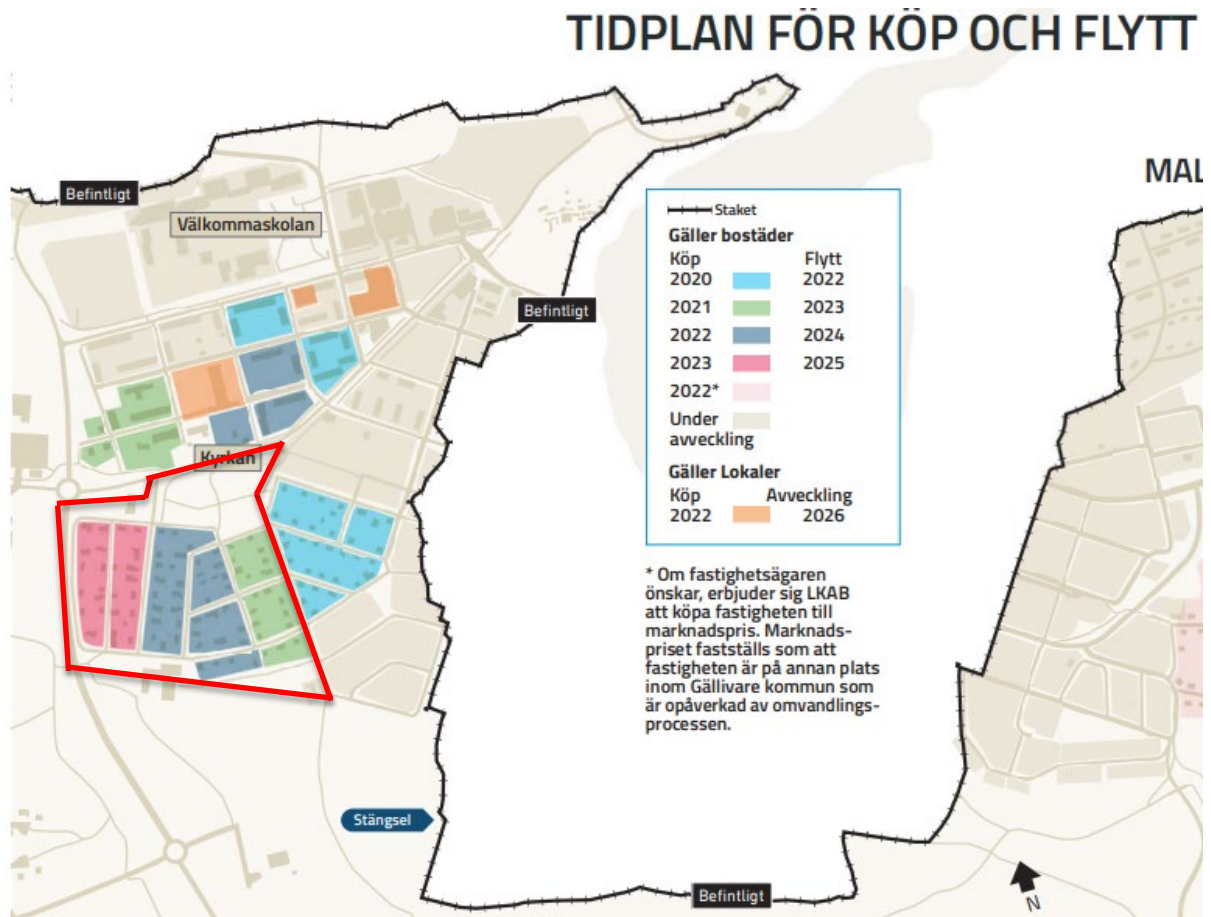 TIDPLAN FÖR KÖP OCH FLYTT
MAL
Befintligt
Välkommaskolan
Befintligt
Kyrkan
Staket
Gäller bostäder
Köp Flytt
2020 2022
2021 2023
2022 2024
2023 2025
2022*
Under
avveckling
Gäller Lokaler
Köp Avveckling
2022 2026
* Om fastighetsägaren
önskar, erbjuder sig LKAB
att köpa fastigheten till
marknadspris. Marknads-
priset fastställs som att
fastigheten är på annan plats
inom Gällivare kommun som
är opåverkad av omvandlings-
processen.
Stängsel
Befintligt
N